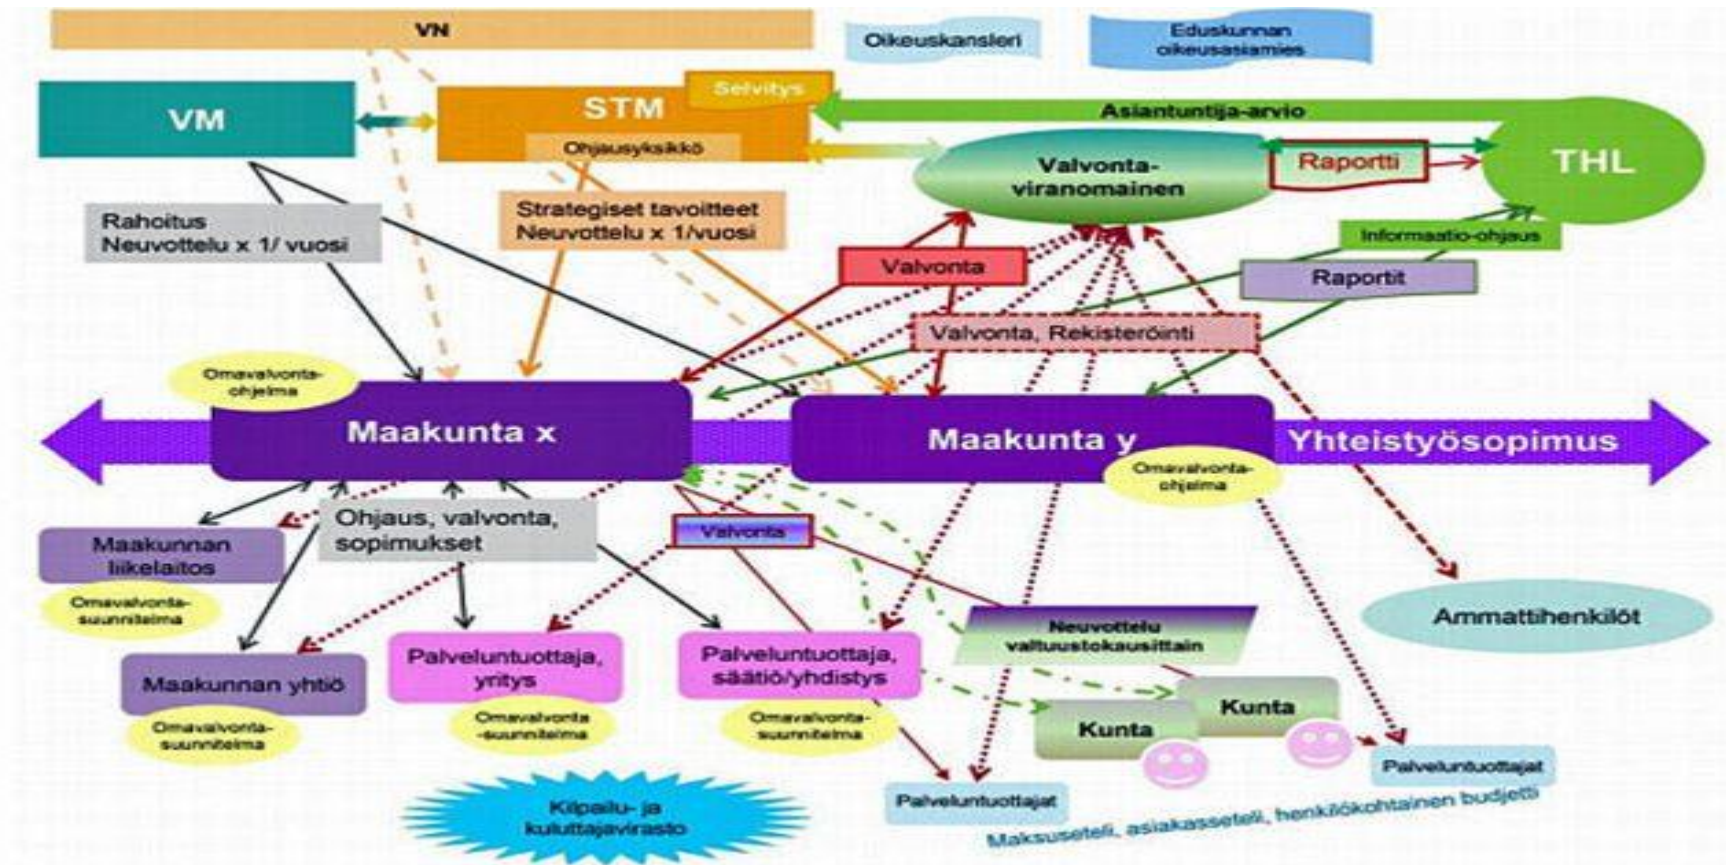 VN
Oikeuskansleri
Eduskunnan
oikeusasiamies
VM
STM
Selvitys
Ohjausyksikkö
Asiantuntija-arvio
Valvonta-
viranomainen
Raportti
THL
Rahoitus
Neuvottelu x 1/ vuosi
Strategiset tavoitteet
Neuvottelu x 1/vuosi
Informaatio-ohjaus
Valvonta
Raportit
Valvonta, Rekisteröinti
Omavalvonta-
ohjelma
Maakunta x
Maakunta y
Yhteistyösopimus
Omavalvonta-
ohjelma
Ohjaus, valvonta,
sopimukset
Valvonta
Maakunnan
liikelaitos
Omavalvonta-
suunnitelma
Maakunnan yhtiö
Omavalvonta-
suunnitelma
Palveluntuottaja,
yritys
Omavalvonta
-suunnitelma
Palveluntuottaja,
säätiö/yhdistys
Omavalvonta-
suunnitelma
Neuvottelu
valtuustokausittain
Ammattihenkilöt
Kunta
Kunta
Palveluntuottajat
Palveluntuottajat
Maksuseteli, asiakasseteli, henkilökohtainen budjetti
Kilpailu- ja
kuluttajavirasto